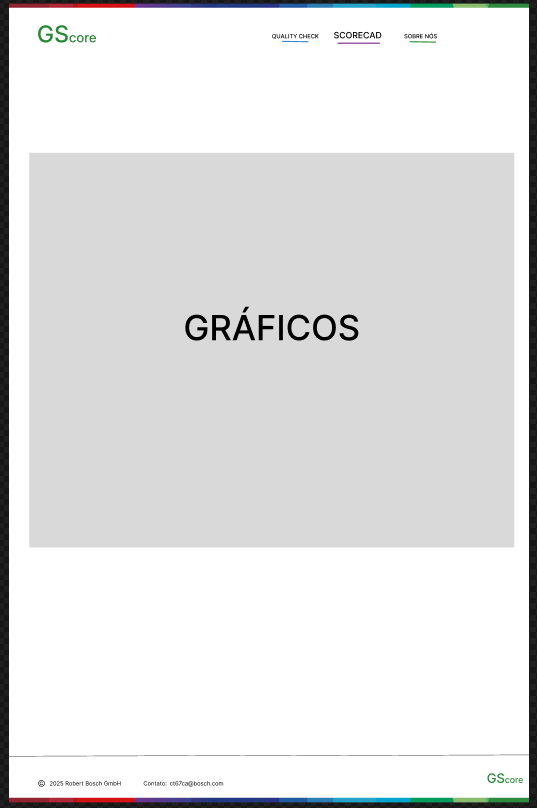 GScore
QUALITY CHECK
SCORECAD
SOBRE NÓS
GRÁFICOS
© 2025 Robert Bosch GmbH
Contato: ct67ca@bosch.com
GScore